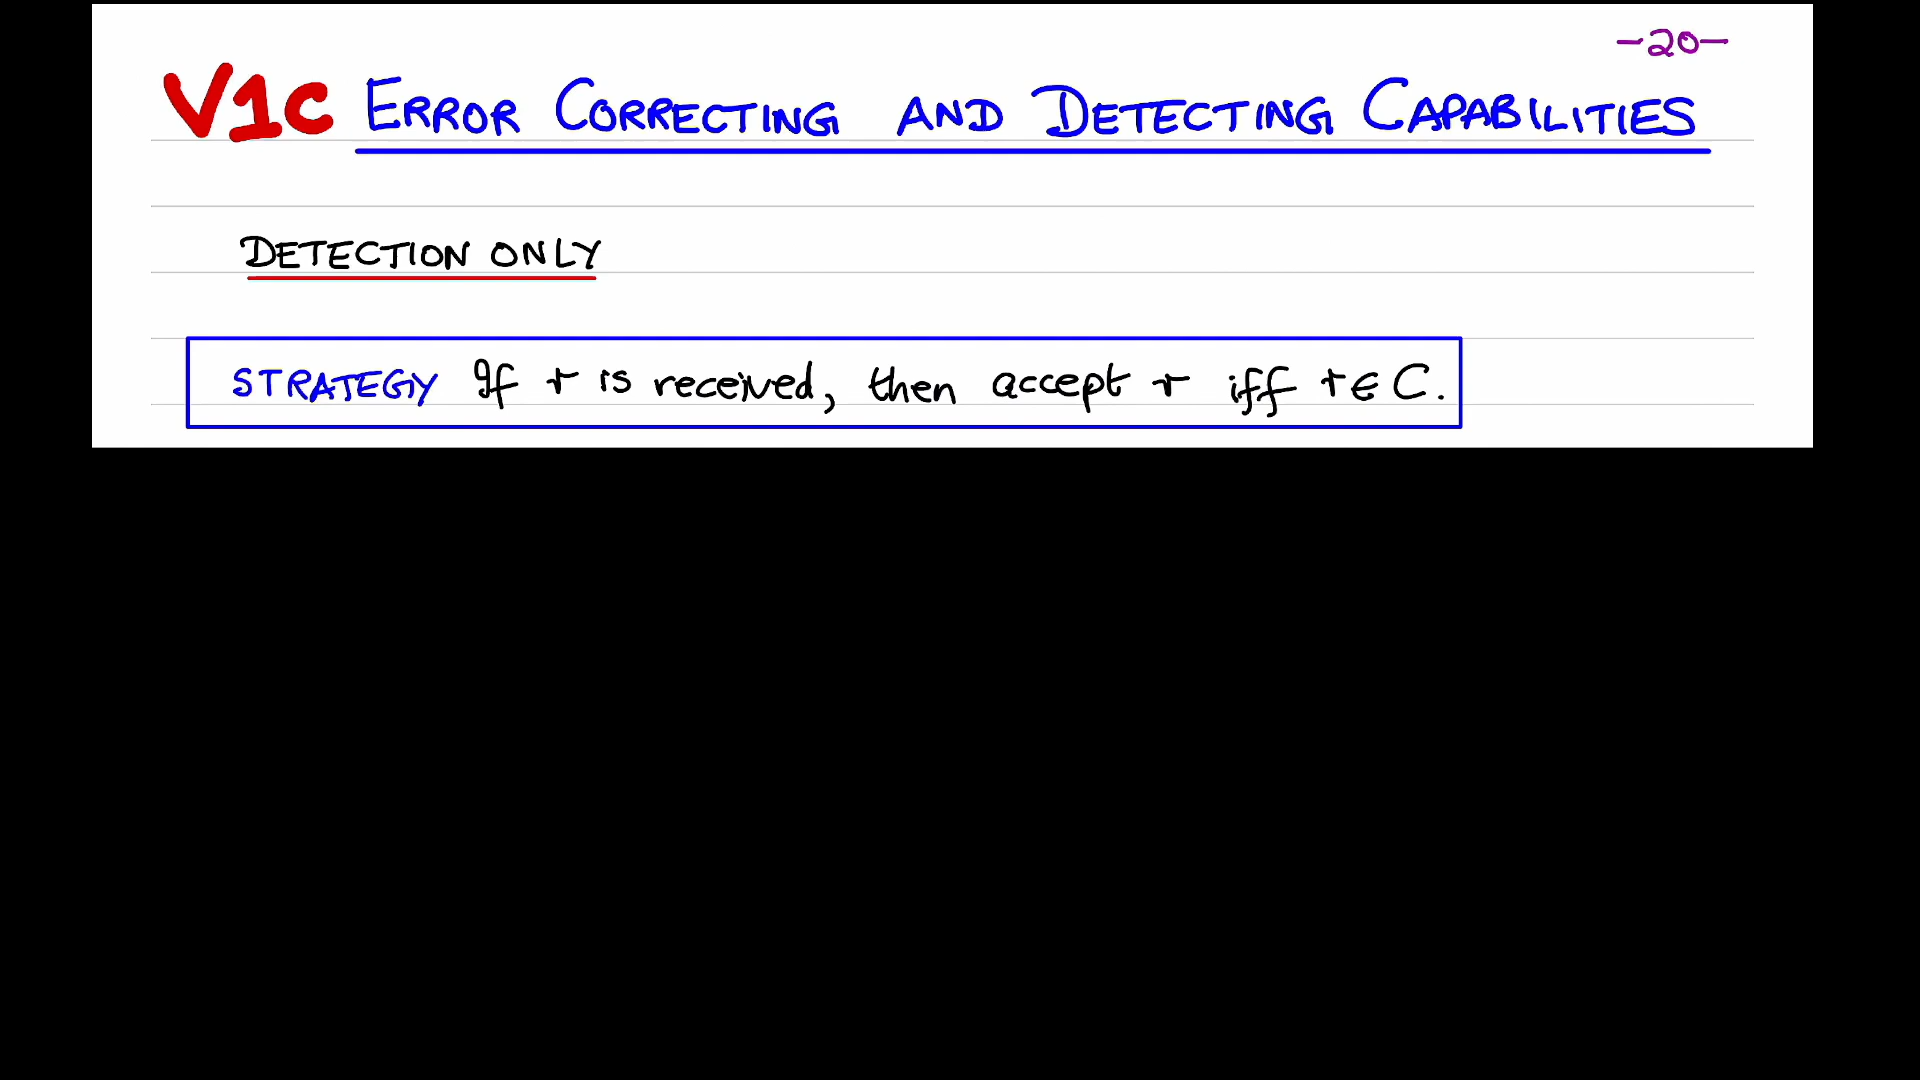 -20-
V1c ERROR CORRECTING AND DETECTING CAPABILITIES
DETECTION ONLY
STRATEGY If r is received, then accept r iff r∈C.